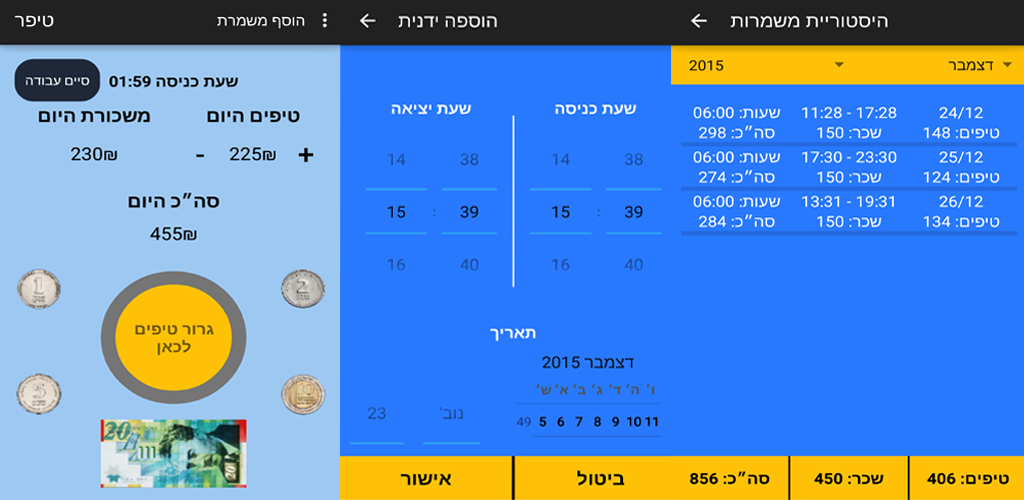 טיפר
הוסף משמרת
סיים עבודה
שעת כניסה 01:59
טיפים היום
משכורת היום
+ 225₪ -
230₪
סה״כ היום
455₪
1
2
גרור טיפים
לכאן
5
20
הוספה ידנית
שעת כניסה
שעת יציאה
14 38
15 : 39
16 40
14 38
15 : 39
16 40
תאריך
דצמבר 2015
ו׳ ה׳ ד׳ ג׳ ב׳ א׳ ש׳
49 5 6 7 8 9 10 11
23 נוב׳
ביטול
אישור
היסטוריית משמרות
דצמבר
2015
24/12 11:28 - 17:28 שעות: 06:00
טיפים: 148 שכר: 150 סה״כ: 298
25/12 17:30 - 23:30 שעות: 06:00
טיפים: 124 שכר: 150 סה״כ: 274
26/12 13:31 - 19:31 שעות: 06:00
טיפים: 134 שכר: 150 סה״כ: 284
טיפים: 406 שכר: 450 סה״כ: 856